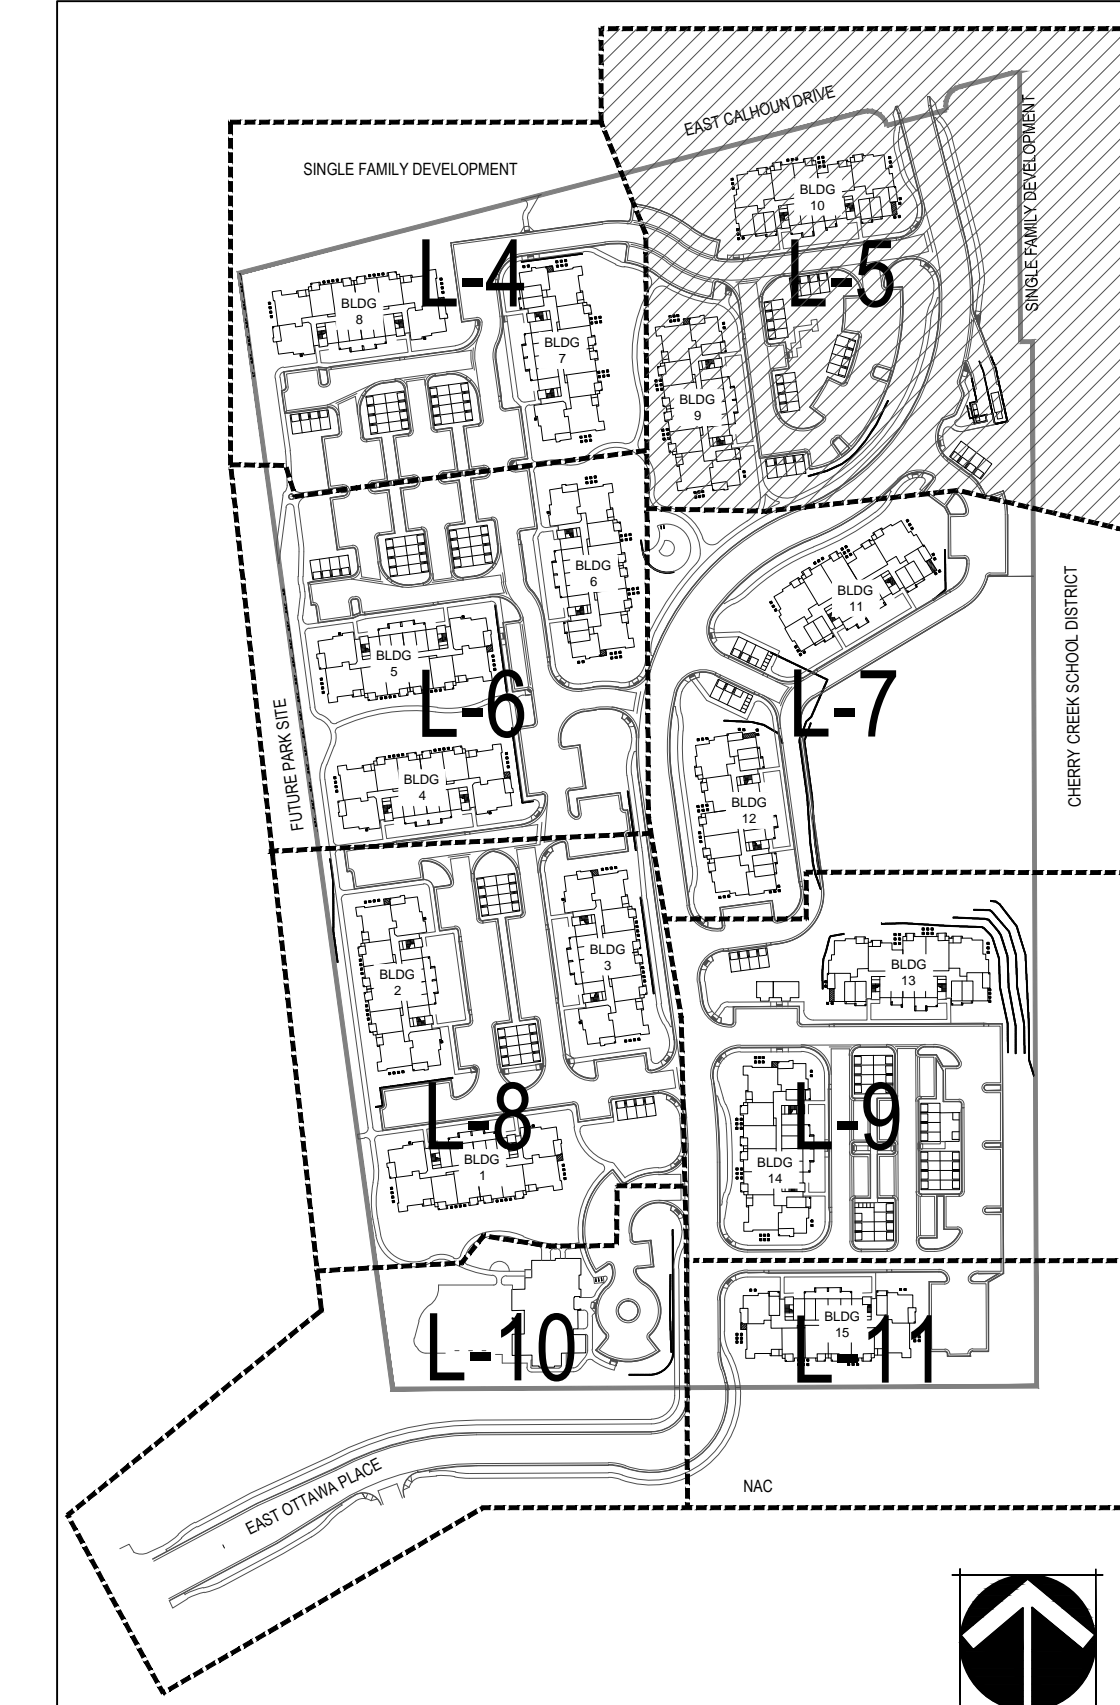 EAST CALHOUN DRIVE
SINGLE FAMILY DEVELOPMENT
SINGLE FAMILY DEVELOPMENT
BLDG
10
L-4
L-5
BLDG
8
BLDG
7
BLDG
9
BLDG
6
BLDG
11
CHERRY CREEK SCHOOL DISTRICT
BLDG
5
L-6
L-7
FUTURE PARK SITE
BLDG
4
BLDG
12
BLDG
3
BLDG
2
BLDG
13
L-8
L-9
BLDG
1
BLDG
14
L-10
BLDG
15
L-11
EAST OTTAWA PLACE
NAC